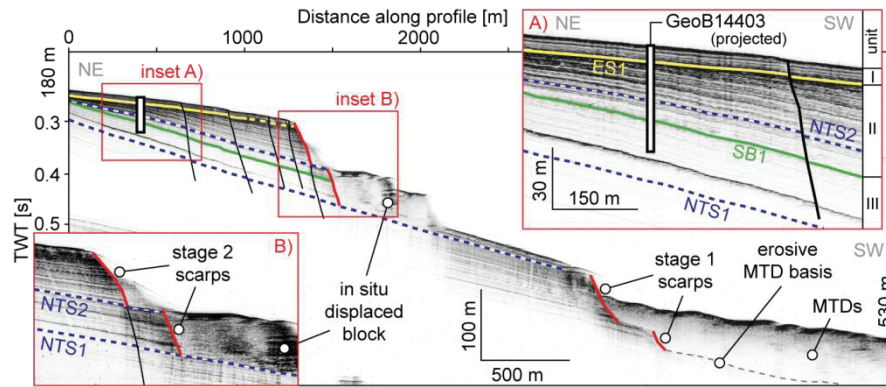 Distance along profile [m]
0
1000
2000
180 m
NE
inset A)
inset B)
0.3
0.4
0.5
TWT [s]
A)
NE
GeoB14403
(projected)
SW
unit
ES1
I
NTS2
II
SB1
III
NTS1
30 m
150 m
B)
stage 2
scarps
NTS2
NTS1
in situ
displaced
block
100 m
500 m
stage 1
scarps
erosive
MTD basis
MTDs
SW
530 m